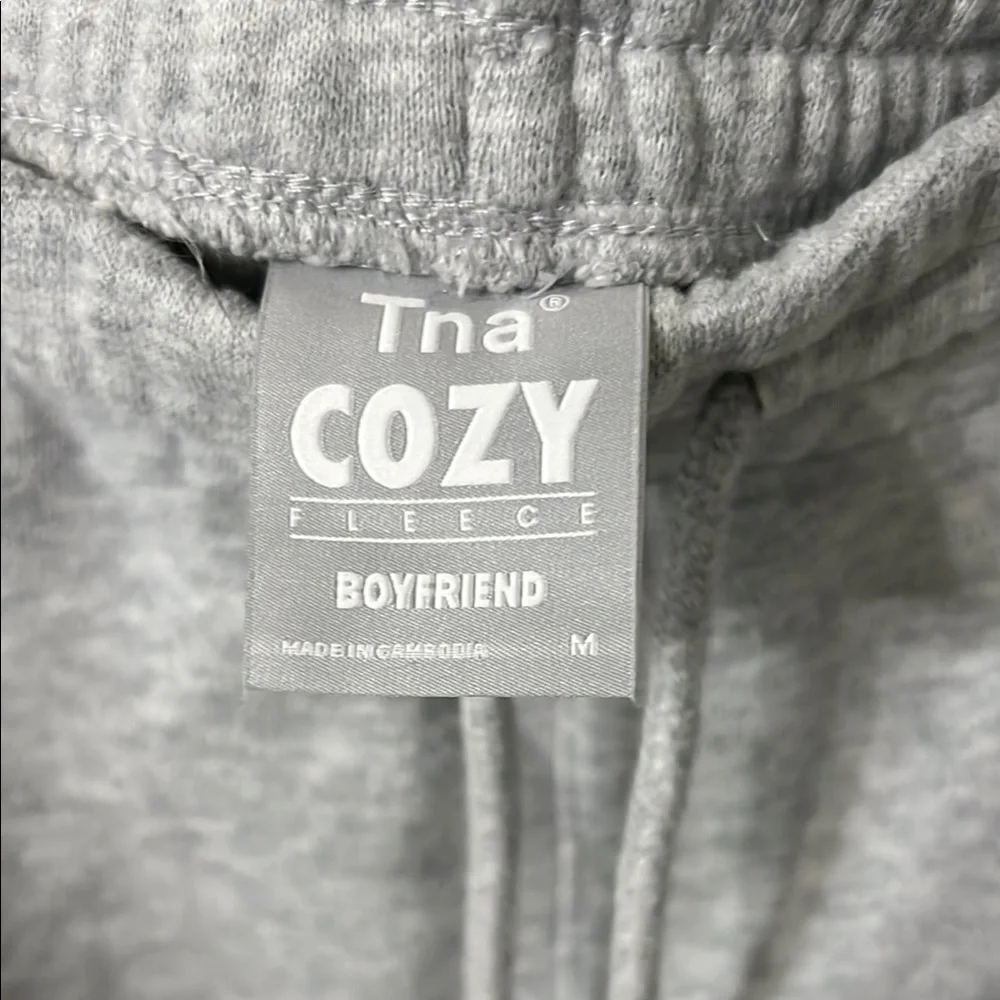 Tna®
COZY
FLEECE
BOYFRIEND
MADE IN CAMBODIA M